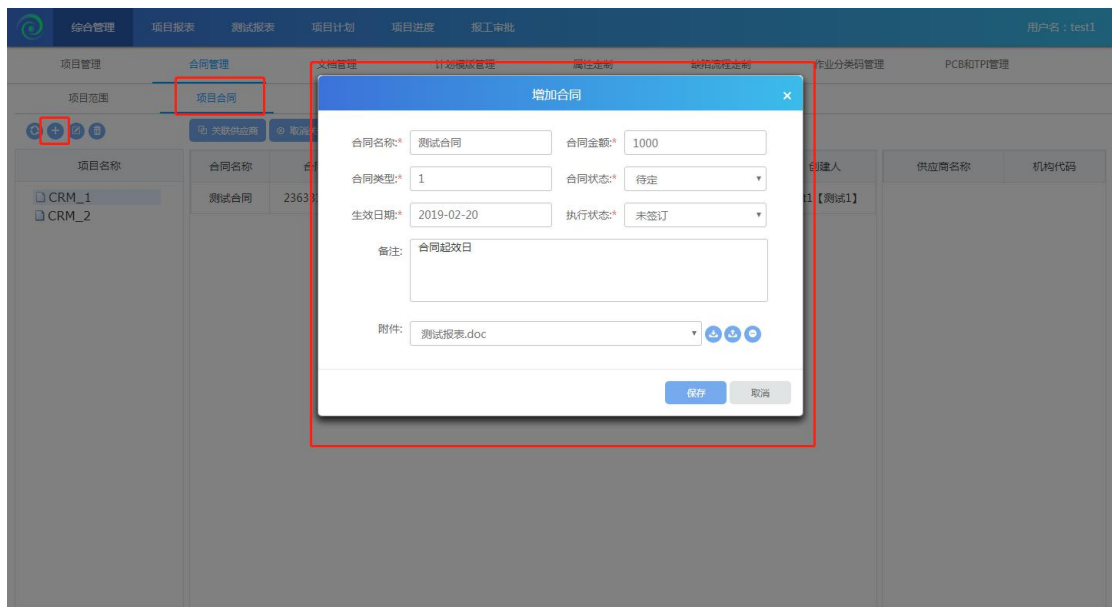 综合管理 项目报表 测试报表 项目计划 项目进度 报工审批 用户名：test1
项目管理 合同管理 文档管理 计划模版管理 属性定制 缺陷流程定制 作业分类码管理 PCB和TPI管理
项目范围 项目合同
关联供应商 取消关
项目名称 合同名称 创建人 供应商名称 机构代码
CRM_1 测试合同 2363 t1【测试1】
CRM_2
增加合同 ×
合同名称:* 测试合同 合同金额:* 1000
合同类型:* 1 合同状态:* 待定
生效日期:* 2019-02-20 执行状态:* 未签订
备注: 合同起效日
附件: 测试报表.doc
保存 取消